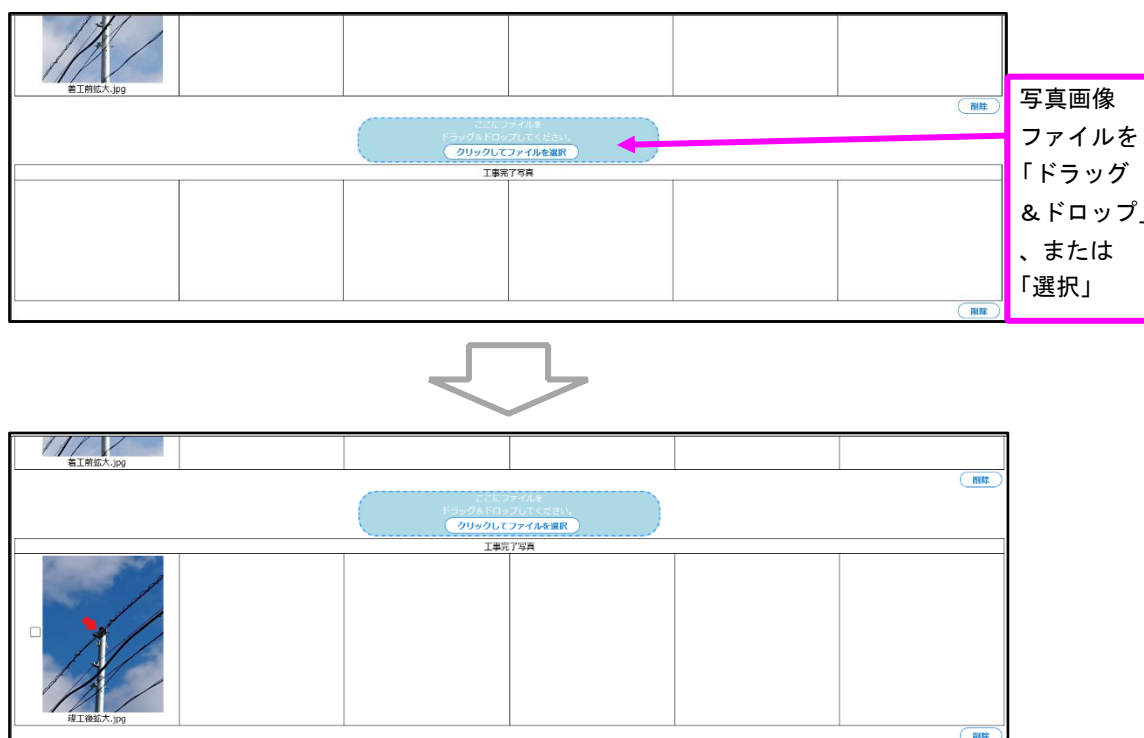 着工前拡大.jpg
削除
ここにファイルを
ドラッグ&ドロップしてください。
クリックしてファイルを選択
工事完了写真
削除
写真画像
ファイルを
「ドラッグ
&ドロップ」
、または
「選択」
着工前拡大.jpg
削除
ここにファイルを
ドラッグ&ドロップしてください。
クリックしてファイルを選択
工事完了写真
竣工後拡大.jpg
削除